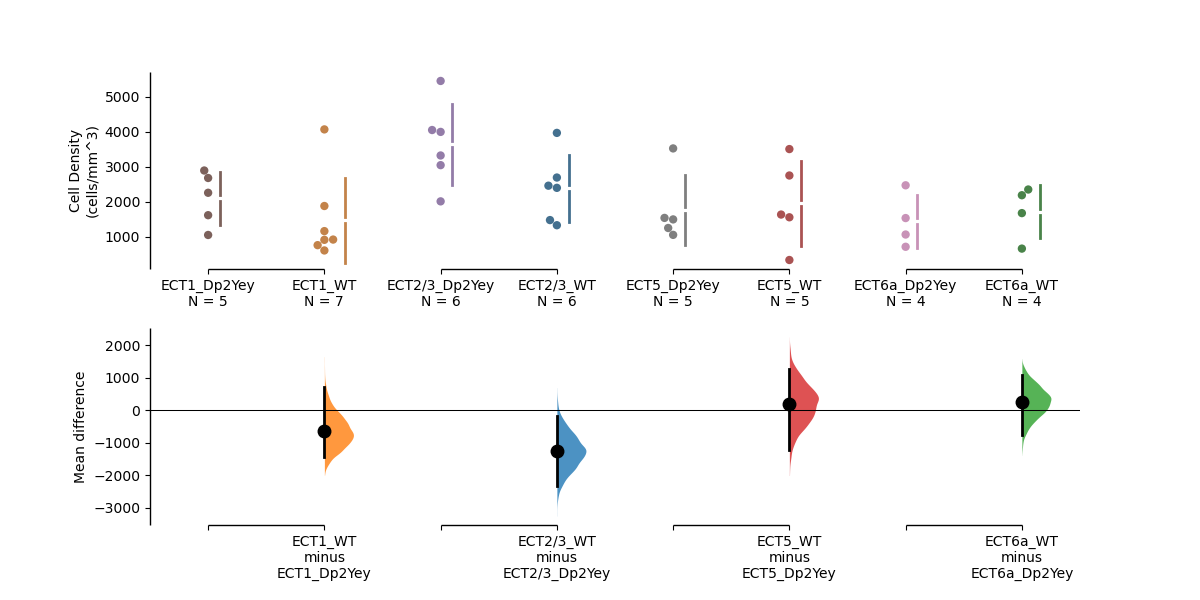 5000
4000
3000
2000
1000
Cell Density
(cells/mm^3)
ECT1_Dp2Yey
N = 5
ECT1_WT
N = 7
ECT2/3_Dp2Yey
N = 6
ECT2/3_WT
N = 6
ECT5_Dp2Yey
N = 5
ECT5_WT
N = 5
ECT6a_Dp2Yey
N = 4
ECT6a_WT
N = 4
2000
1000
0
−1000
−2000
−3000
Mean difference
ECT1_WT
minus
ECT1_Dp2Yey
ECT2/3_WT
minus
ECT2/3_Dp2Yey
ECT5_WT
minus
ECT5_Dp2Yey
ECT6a_WT
minus
ECT6a_Dp2Yey